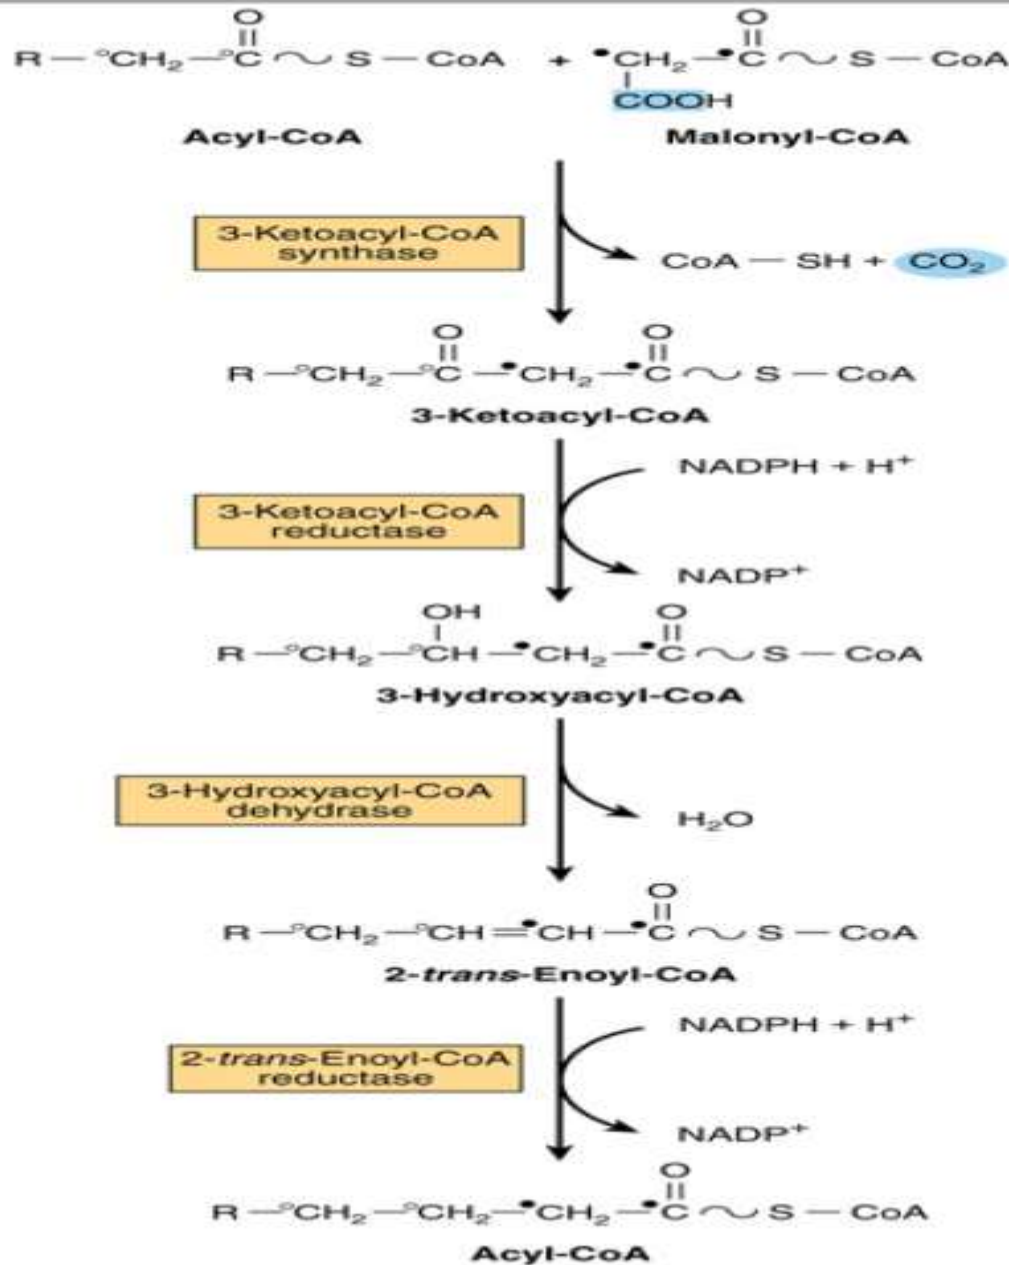 O
R — °CH₂ — °C ~ S — CoA + •CH₂ — •C ~ S — CoA
O
COOH
Acyl-CoA
Malonyl-CoA
3-Ketoacyl-CoA
synthase
CoA — SH + CO₂
O O
R — °CH₂ — °C — •CH₂ — •C ~ S — CoA
3-Ketoacyl-CoA
NADPH + H⁺
3-Ketoacyl-CoA
reductase
NADP⁺
OH O
R — °CH₂ — °CH — •CH₂ — •C ~ S — CoA
3-Hydroxyacyl-CoA
3-Hydroxyacyl-CoA
dehydrase
H₂O
O
R — °CH₂ — °CH = •CH — •C ~ S — CoA
2-trans-Enoyl-CoA
NADPH + H⁺
2-trans-Enoyl-CoA
reductase
NADP⁺
O
R — °CH₂ — °CH₂ — •CH₂ — •C ~ S — CoA
Acyl-CoA